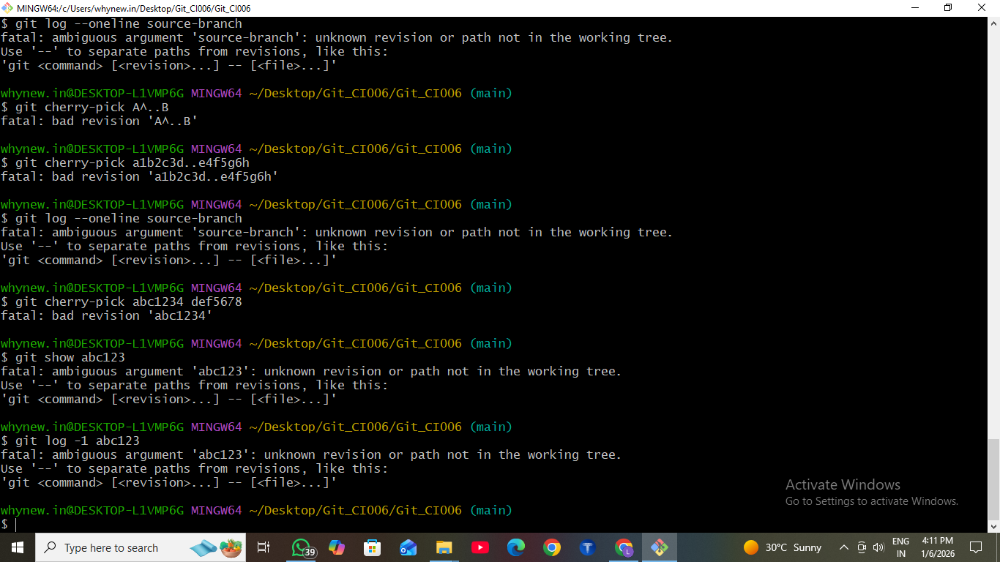 MINGW64:/c/Users/whynew.in/Desktop/Git_CI006/Git_CI006
$ git log --oneline source-branch
fatal: ambiguous argument 'source-branch': unknown revision or path not in the working tree.
Use '--' to separate paths from revisions, like this:
'git <command> [<revision>...] -- [<file>...]'
whynew.in@DESKTOP-L1VMP6G MINGW64 ~/Desktop/Git_CI006/Git_CI006 (main)
$ git cherry-pick A^..B
fatal: bad revision 'A^..B'
whynew.in@DESKTOP-L1VMP6G MINGW64 ~/Desktop/Git_CI006/Git_CI006 (main)
$ git cherry-pick a1b2c3d..e4f5g6h
fatal: bad revision 'a1b2c3d..e4f5g6h'
whynew.in@DESKTOP-L1VMP6G MINGW64 ~/Desktop/Git_CI006/Git_CI006 (main)
$ git log --oneline source-branch
fatal: ambiguous argument 'source-branch': unknown revision or path not in the working tree.
Use '--' to separate paths from revisions, like this:
'git <command> [<revision>...] -- [<file>...]'
whynew.in@DESKTOP-L1VMP6G MINGW64 ~/Desktop/Git_CI006/Git_CI006 (main)
$ git cherry-pick abc1234 def5678
fatal: bad revision 'abc1234'
whynew.in@DESKTOP-L1VMP6G MINGW64 ~/Desktop/Git_CI006/Git_CI006 (main)
$ git show abc123
fatal: ambiguous argument 'abc123': unknown revision or path not in the working tree.
Use '--' to separate paths from revisions, like this:
'git <command> [<revision>...] -- [<file>...]'
whynew.in@DESKTOP-L1VMP6G MINGW64 ~/Desktop/Git_CI006/Git_CI006 (main)
$ git log -1 abc123
fatal: ambiguous argument 'abc123': unknown revision or path not in the working tree.
Use '--' to separate paths from revisions, like this:
'git <command> [<revision>...] -- [<file>...]'
whynew.in@DESKTOP-L1VMP6G MINGW64 ~/Desktop/Git_CI006/Git_CI006 (main)
$
Activate Windows
Go to Settings to activate Windows.
Type here to search
39
T
L
30°C Sunny
ENG
IN
4:11 PM
1/6/2026